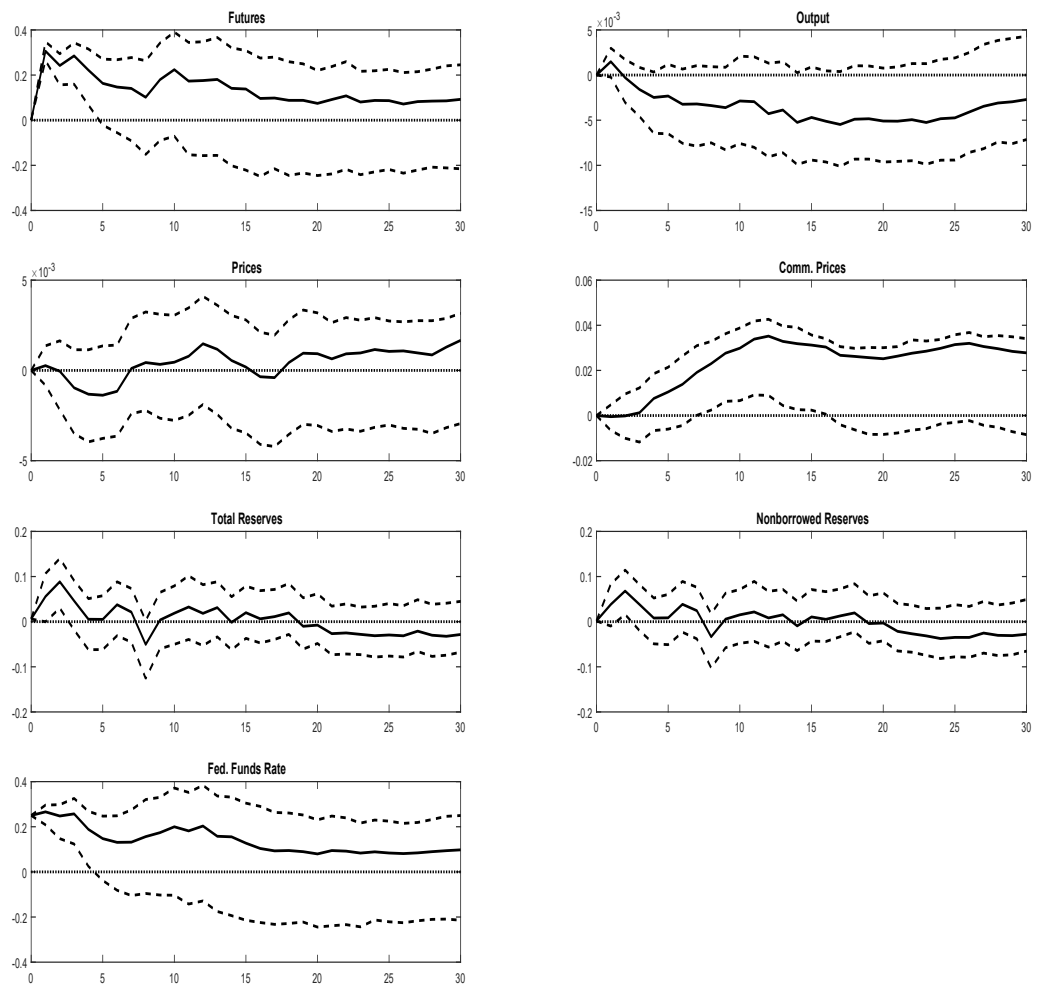 Futures
0.4
0.2
0
-0.2
-0.4
0 5 10 15 20 25 30
Output
×10⁻³
5
0
-5
-10
-15
0 5 10 15 20 25 30
Prices
×10⁻³
5
0
-5
0 5 10 15 20 25 30
Comm. Prices
0.06
0.04
0.02
0
-0.02
0 5 10 15 20 25 30
Total Reserves
0.2
0.1
0
-0.1
-0.2
0 5 10 15 20 25 30
Nonborrowed Reserves
0.2
0.1
0
-0.1
-0.2
0 5 10 15 20 25 30
Fed. Funds Rate
0.4
0.2
0
-0.2
-0.4
0 5 10 15 20 25 30